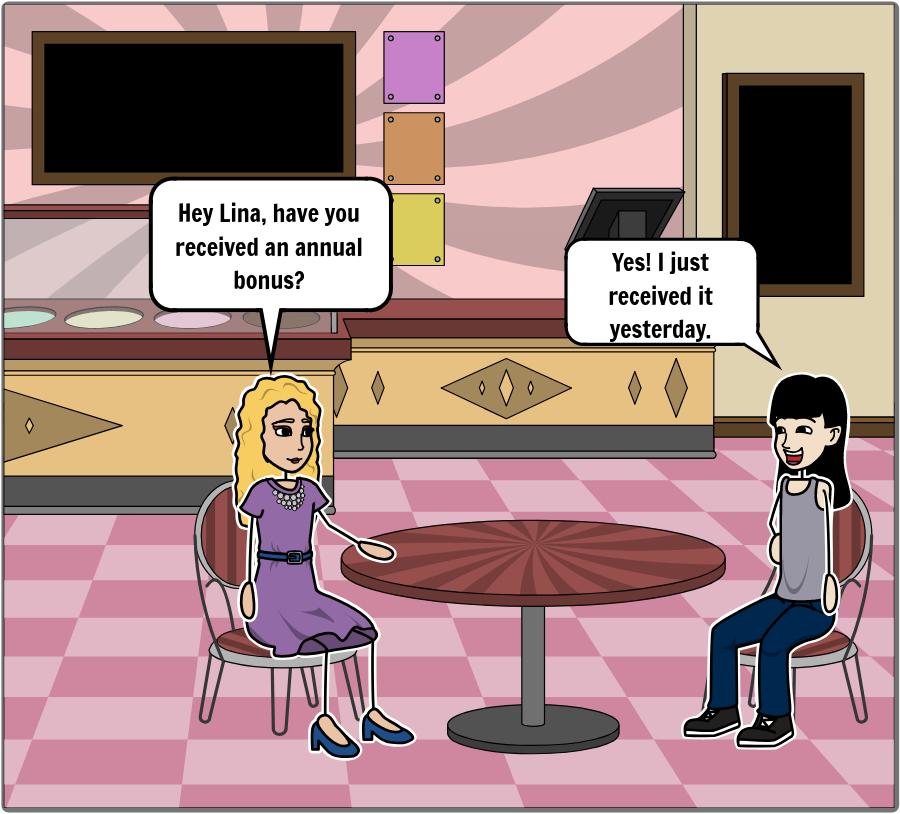 Hey Lina, have you
received an annual
bonus?
Yes! I just
received it
yesterday.